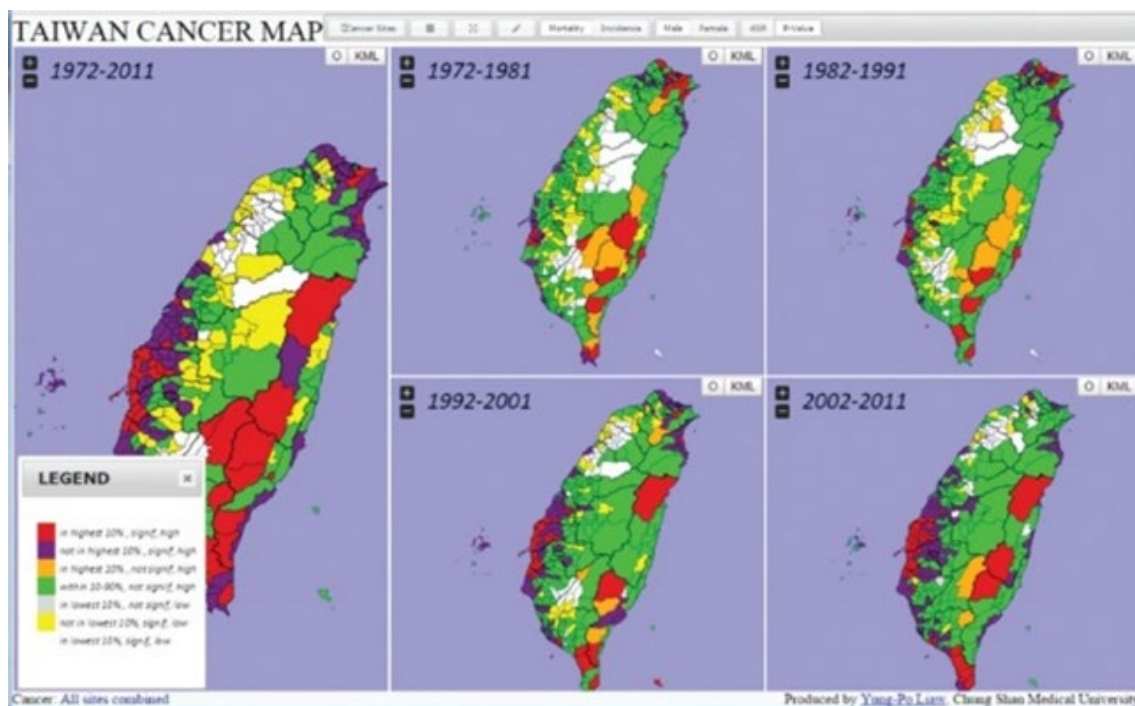 TAIWAN CANCER MAP
Cancer Sites Mortality Incidence Male Female ASR P-Value
1972-2011
KML
1972-1981
KML
1982-1991
KML
1992-2001
KML
2002-2011
KML
LEGEND
in highest 10%, signif, high
not in highest 10%, signif, high
in highest 10%, not signif, high
within 10-90%, not signif, high
in lowest 10%, not signif, low
not in lowest 10%, signif, low
in lowest 10%, signif, low
Cancer: All sites combined
Produced by Yung-Po Liaw, Chung Shan Medical University